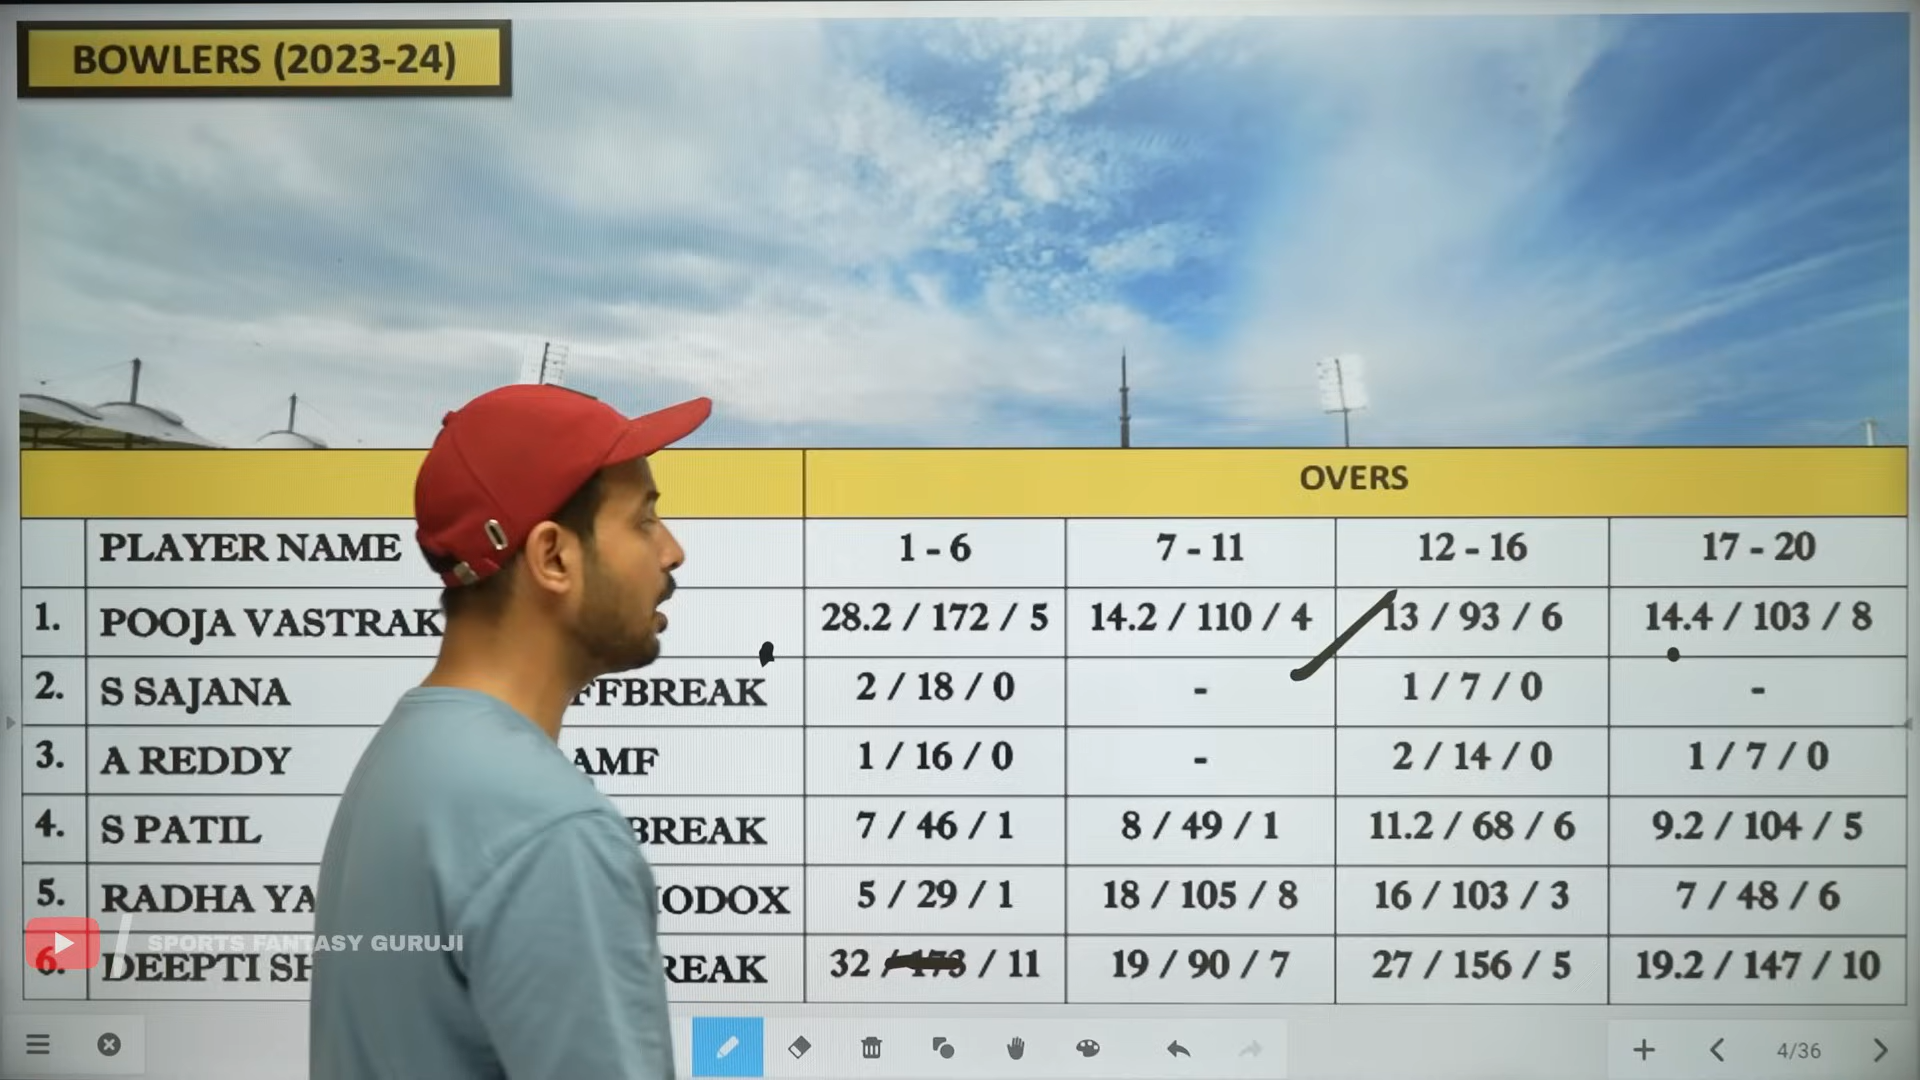 BOWLERS (2023-24)
OVERS
PLAYER NAME 1 - 6 7 - 11 12 - 16 17 - 20
1. POOJA VASTRAK 28.2 / 172 / 5 14.2 / 110 / 4 13 / 93 / 6 14.4 / 103 / 8
2. S SAJANA FFBREAK 2 / 18 / 0 - 1 / 7 / 0 -
3. A REDDY AMF 1 / 16 / 0 - 2 / 14 / 0 1 / 7 / 0
4. S PATIL BREAK 7 / 46 / 1 8 / 49 / 1 11.2 / 68 / 6 9.2 / 104 / 5
5. RADHA YA ODOX 5 / 29 / 1 18 / 105 / 8 16 / 103 / 3 7 / 48 / 6
SPORTS FANTASY GURUJI
6. DEEPTI SH REAK 32 / / 11 19 / 90 / 7 27 / 156 / 5 19.2 / 147 / 10
4/36